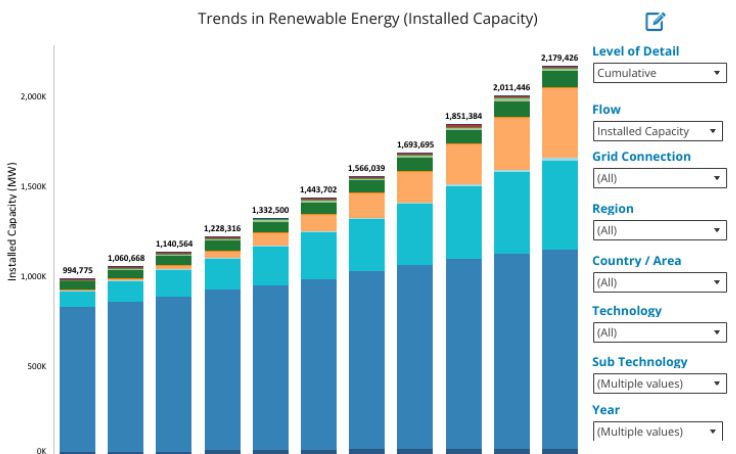 Trends in Renewable Energy (Installed Capacity)
Installed Capacity (MW)
2,000K
1,500K
1,000K
500K
0K
994,775
1,060,668
1,140,564
1,228,316
1,332,500
1,443,702
1,566,039
1,693,695
1,851,384
2,011,446
2,179,426
Level of Detail
Cumulative
Flow
Installed Capacity
Grid Connection
(All)
Region
(All)
Country / Area
(All)
Technology
(All)
Sub Technology
(Multiple values)
Year
(Multiple values)